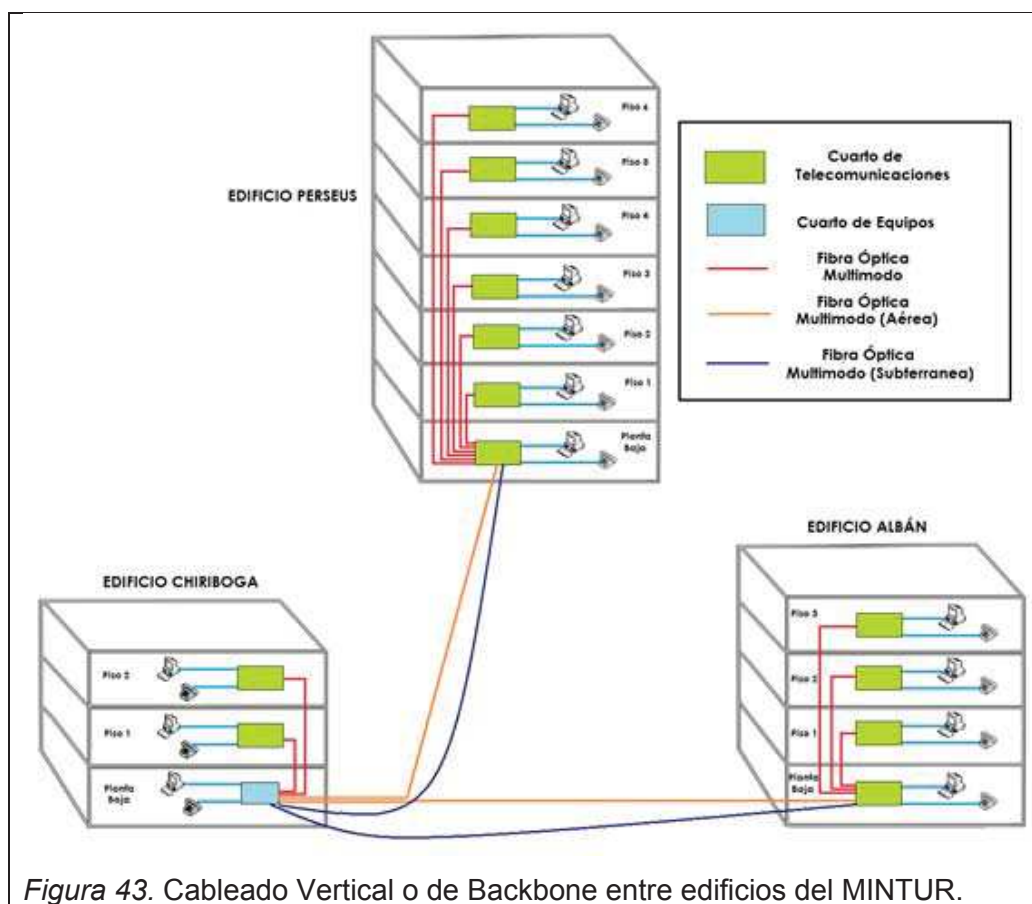 EDIFICIO PERSEUS
Piso 6
Piso 5
Piso 4
Piso 3
Piso 2
Piso 1
Planta
Baja
Cuarto de
Telecomunicaciones
Cuarto de Equipos
Fibra Óptica
Multimodo
Fibra Óptica
Multimodo (Aérea)
Fibra Óptica
Multimodo (Subterranea)
EDIFICIO CHIRIBOGA
Piso 2
Piso 1
Planta
Baja
EDIFICIO ALBÁN
Piso 3
Piso 2
Piso 1
Planta
Baja
Figura 43. Cableado Vertical o de Backbone entre edificios del MINTUR.